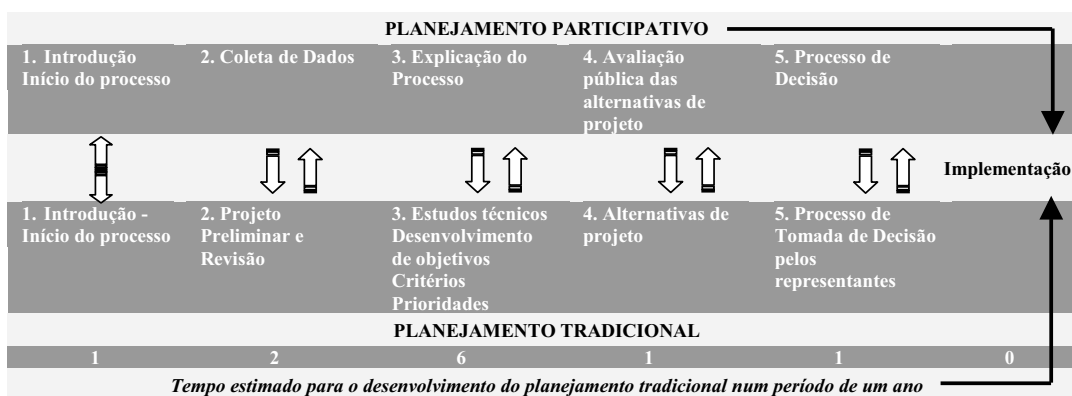 PLANEJAMENTO PARTICIPATIVO
1. Introdução
Início do processo
2. Coleta de Dados
3. Explicação do
Processo
4. Avaliação
pública das
alternativas de
projeto
5. Processo de
Decisão
Implementação
1. Introdução -
Início do processo
2. Projeto
Preliminar e
Revisão
3. Estudos técnicos
Desenvolvimento
de objetivos
Critérios
Prioridades
4. Alternativas de
projeto
5. Processo de
Tomada de Decisão
pelos
representantes
PLANEJAMENTO TRADICIONAL
1 2 6 1 1 0
Tempo estimado para o desenvolvimento do planejamento tradicional num período de um ano